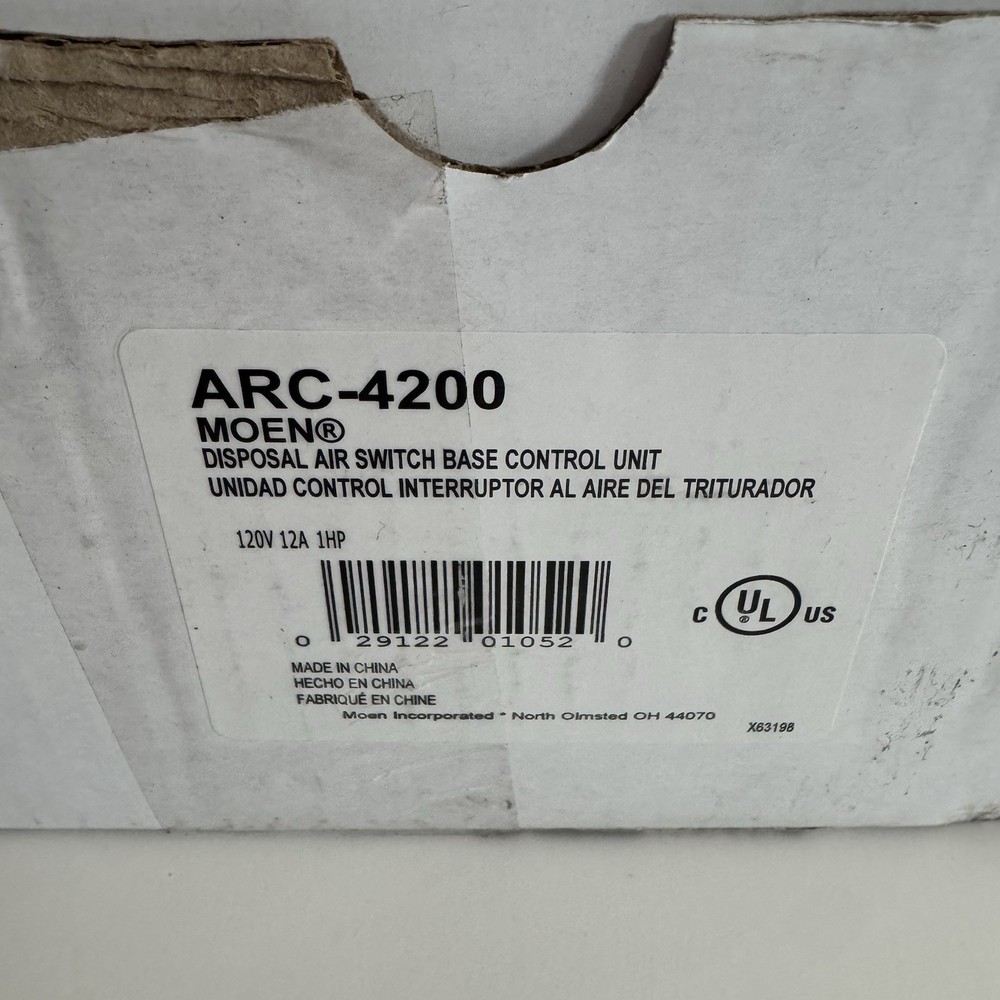 ARC-4200
MOEN®
DISPOSAL AIR SWITCH BASE CONTROL UNIT
UNIDAD CONTROL INTERRUPTOR AL AIRE DEL TRITURADOR
120V 12A 1HP
0 29122 01052 0
C UL® US
MADE IN CHINA
HECHO EN CHINA
FABRIQUÉ EN CHINE
Moen Incorporated * North Olmsted OH 44070
X63198